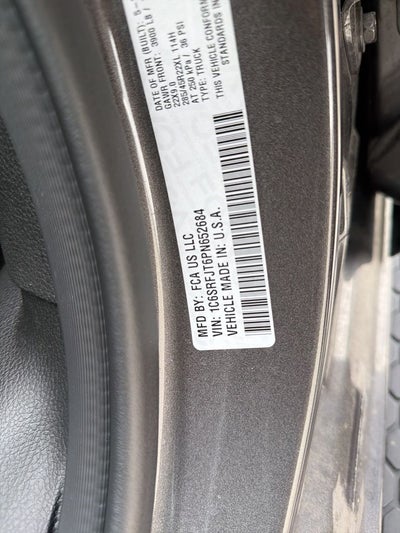 MFD BY: FCA US LLC
VIN: 1C6SRFJT6PN652684
VEHICLE MADE IN: U.S.A.
DATE OF MFR (BUILT): 5-
GAWR FRONT: 3900 LB /
22X9.0
285/45R22XL 114H
AT 250 kPa / 36 PSI
TYPE: TRUCK
THIS VEHICLE CONFORM
STANDARDS IN